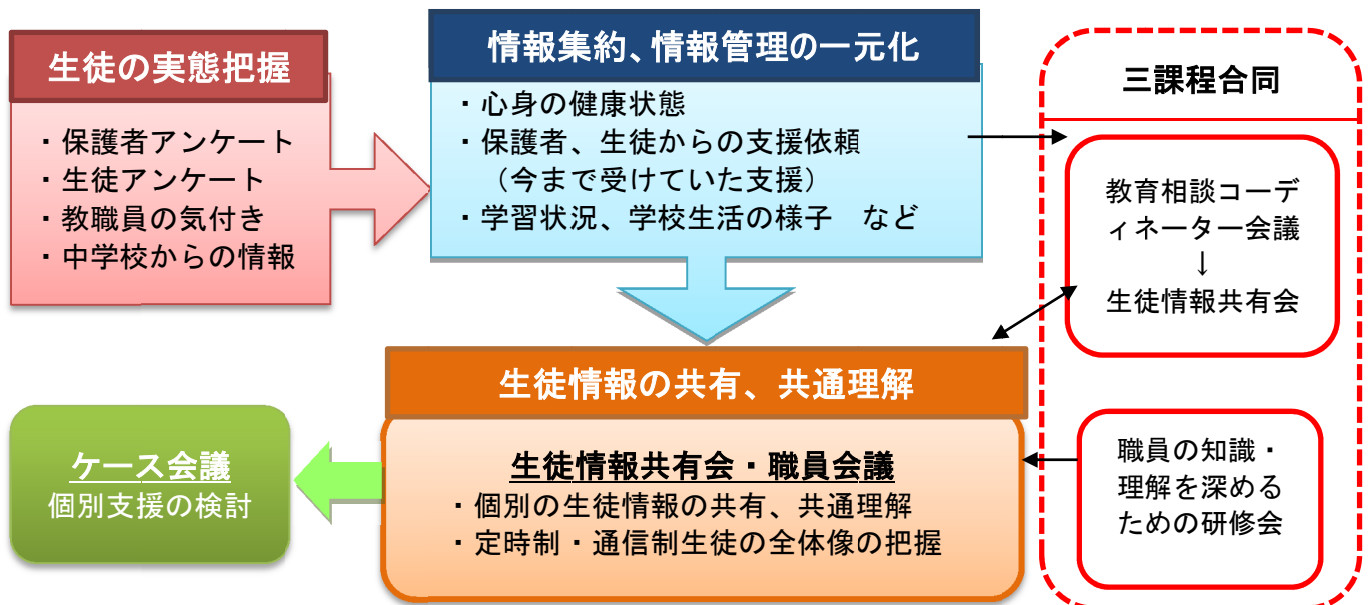 生徒の実態把握
・保護者アンケート
・生徒アンケート
・教職員の気付き
・中学校からの情報
情報集約、情報管理の一元化
・心身の健康状態
・保護者、生徒からの支援依頼
（今まで受けていた支援）
・学習状況、学校生活の様子　など
三課程合同
教育相談コーデ
ィネーター会議
↓
生徒情報共有会
生徒情報の共有、共通理解
生徒情報共有会・職員会議
・個別の生徒情報の共有、共通理解
・定時制・通信制生徒の全体像の把握
ケース会議
個別支援の検討
職員の知識・
理解を深める
ための研修会